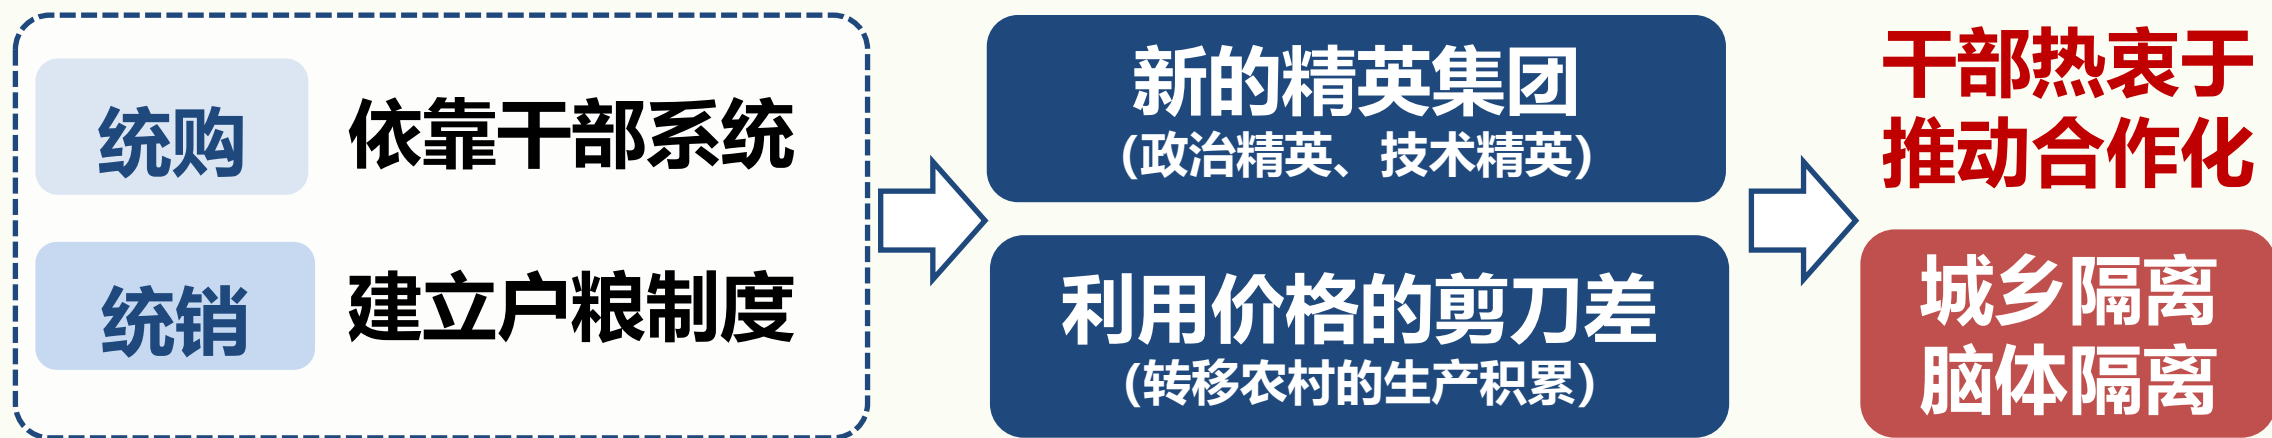 统购
依靠干部系统
统销
建立户粮制度
新的精英集团
(政治精英、技术精英)
利用价格的剪刀差
(转移农村的生产积累)
干部热衷于
推动合作化
城乡隔离
脑体隔离